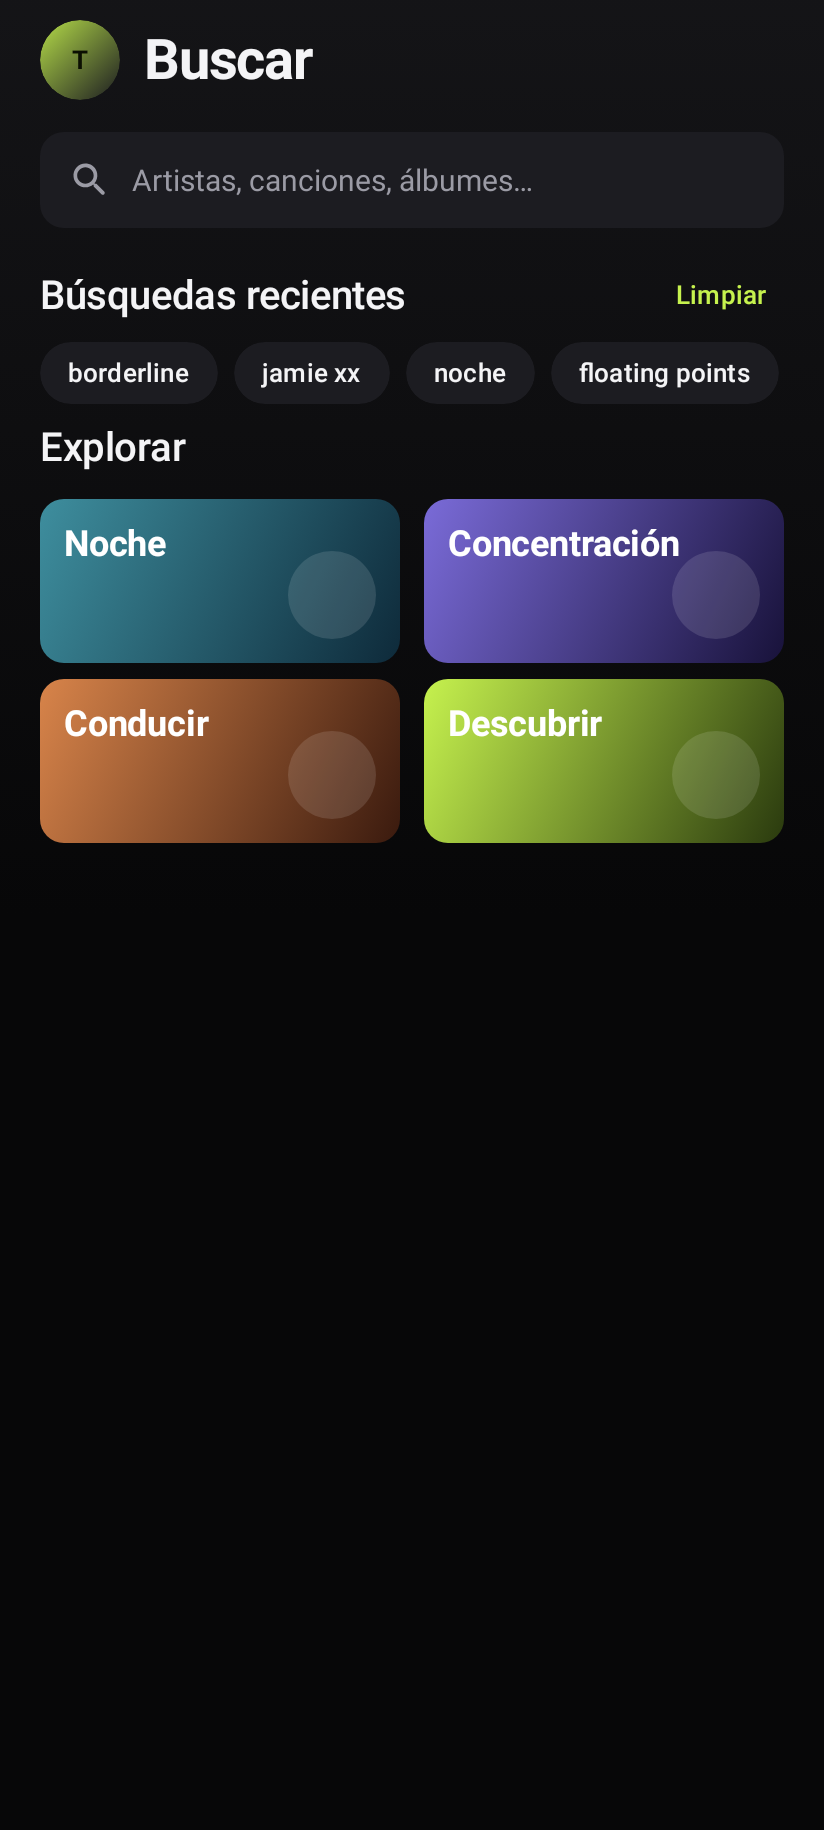 T
Buscar
Artistas, canciones, álbumes...
Búsquedas recientes
Limpiar
borderline
jamie xx
noche
floating points
Explorar
Noche
Concentración
Conducir
Descubrir